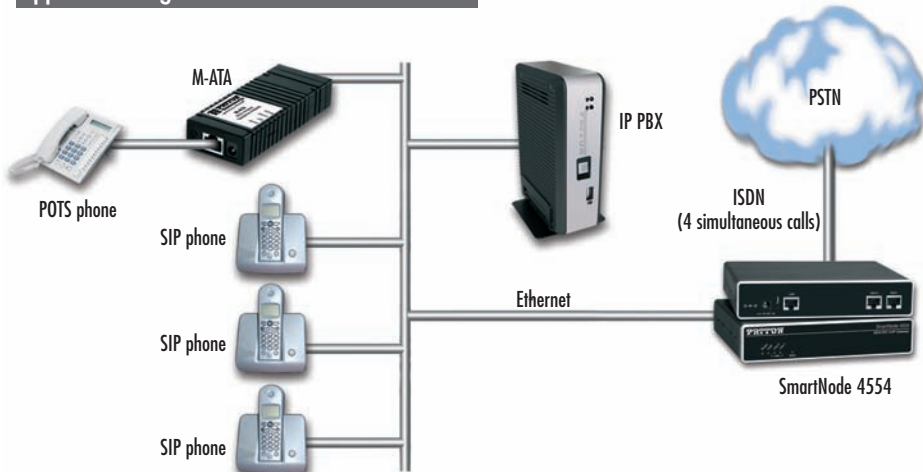 M-ATA
POTS phone
SIP phone
SIP phone
SIP phone
IP PBX
PSTN
ISDN
(4 simultaneous calls)
Ethernet
PATTON
SmartNode 4554